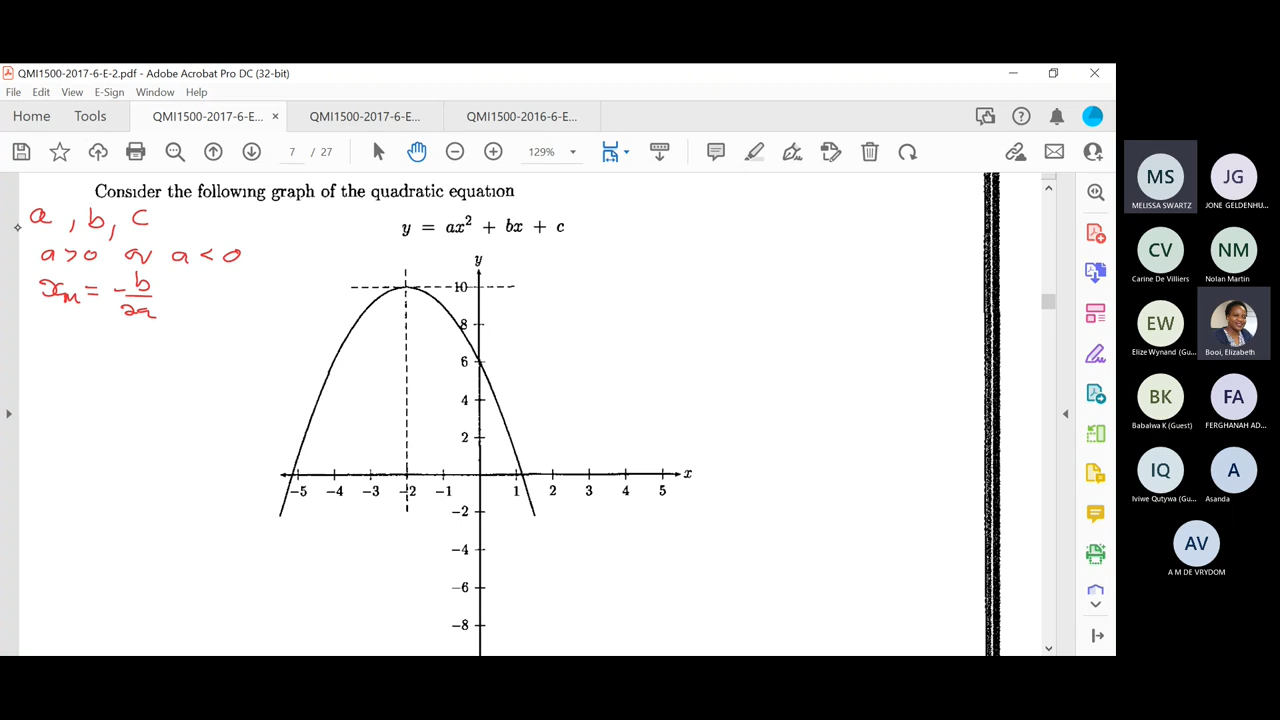 QMI1500-2017-6-E-2.pdf - Adobe Acrobat Pro DC (32-bit)
File Edit View E-Sign Window Help
Home Tools QMI1500-2017-6-E... × QMI1500-2017-6-E... QMI1500-2016-6-E...
7 / 27 129%
Consider the following graph of the quadratic equation
y = ax² + bx + c
a , b, c
a > 0 or a < 0
xₘ = - b
2a
y
10
8
6
4
2
x
-5 -4 -3 -2 -1 1 2 3 4 5
-2
-4
-6
-8
MS JG
MELISSA SWARTZ JONE GELDENHU...
CV NM
Carine De Villiers Nolan Martin
EW
Elize Wynand (Gu... Booi, Elizabeth
BK FA
Babalwa K (Guest) FERGHANAH AD...
IQ A
Iviwe Qutywa (Gu... Asanda
AV
A M DE VRYDOM